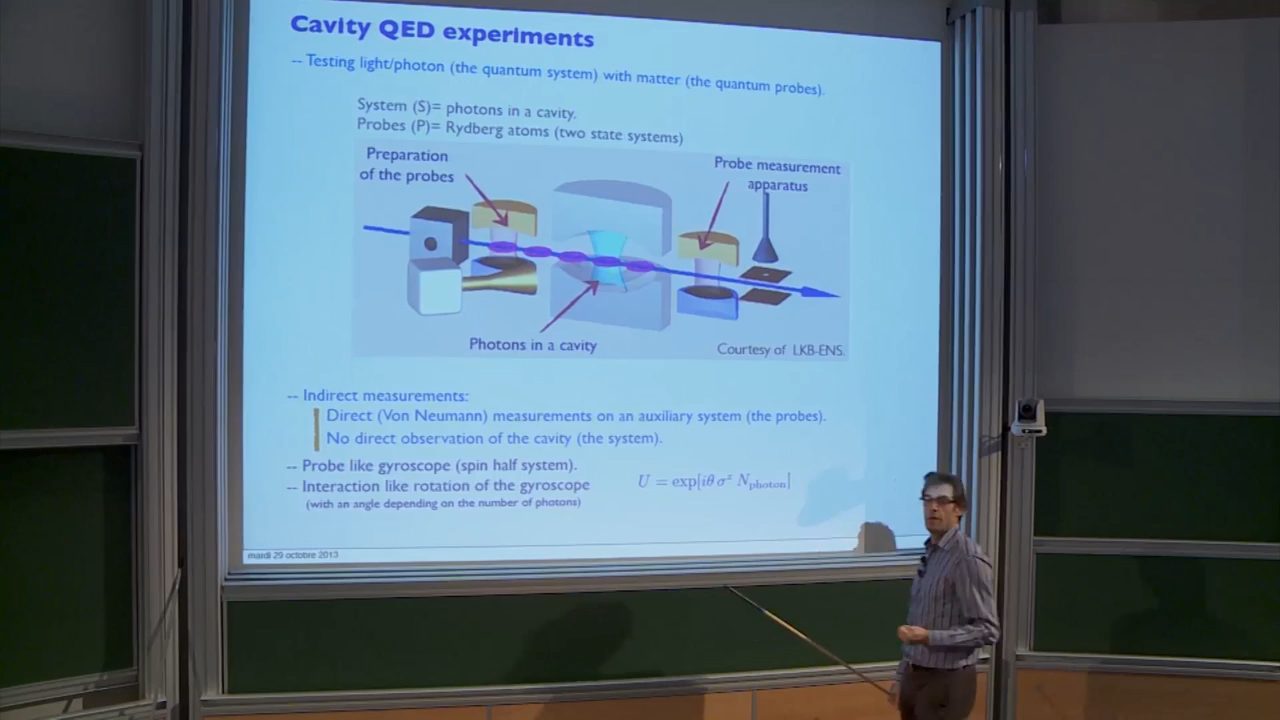 Cavity QED experiments
-- Testing light/photon (the quantum system) with matter (the quantum probes).
System (S)= photons in a cavity.
Probes (P)= Rydberg atoms (two state systems)
Preparation
of the probes
Probe measurement
apparatus
Photons in a cavity
Courtesy of LKB-ENS.
-- Indirect measurements:
Direct (Von Neumann) measurements on an auxiliary system (the probes).
No direct observation of the cavity (the system).
-- Probe like gyroscope (spin half system).
-- Interaction like rotation of the gyroscope
(with an angle depending on the number of photons)
U = exp[iθ σᶻ N_photon]
mardi 29 octobre 2013